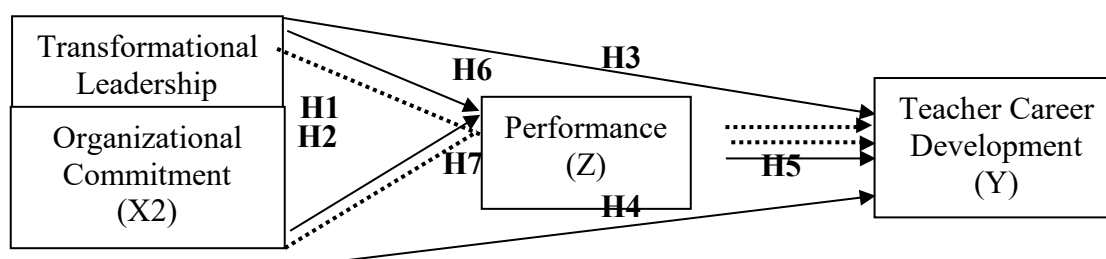 Transformational
Leadership
Organizational
Commitment
(X2)
H1
H2
H6
H7
H3
Performance
(Z)
H5
H4
Teacher Career
Development
(Y)